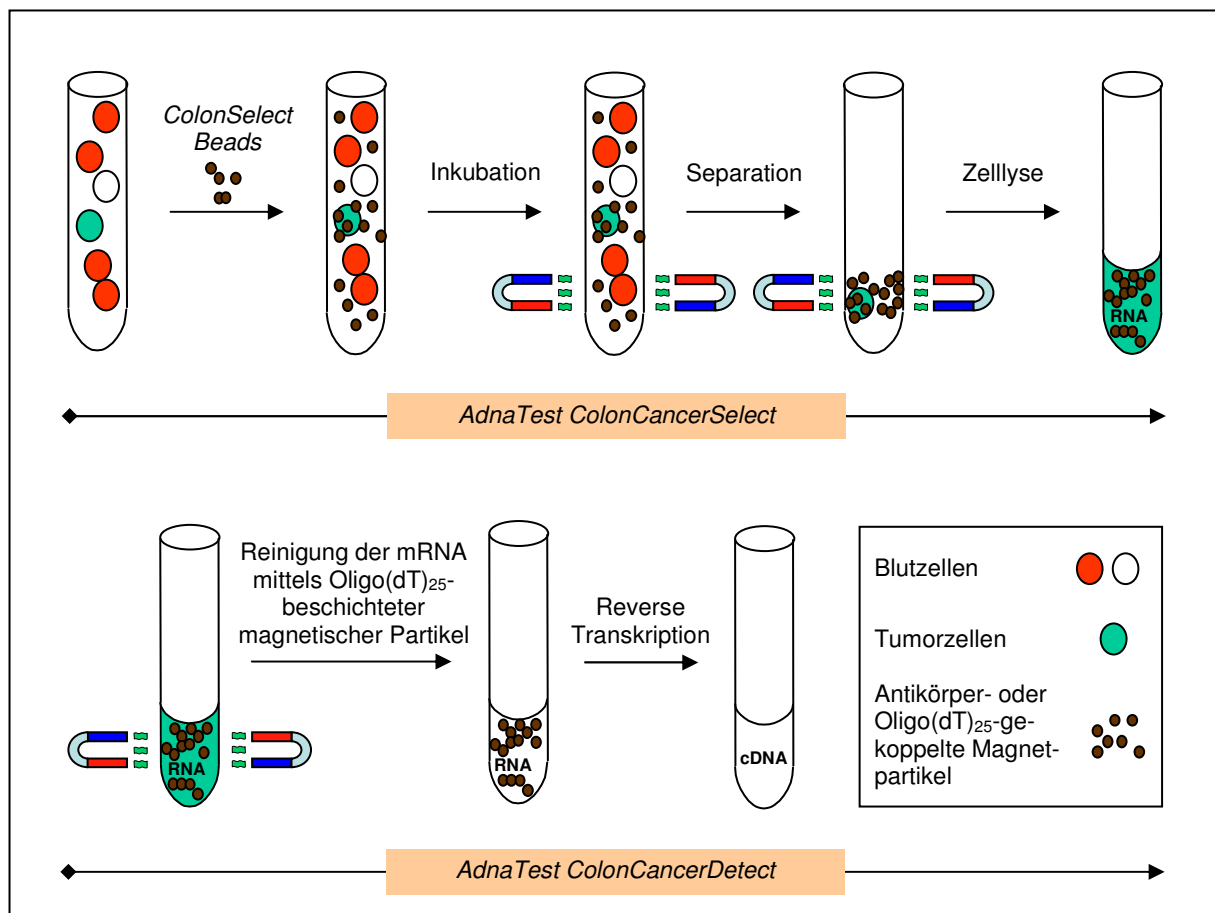 ColonSelect
Beads
Inkubation
Separation
Zelllyse
RNA
AdnaTest ColonCancerSelect
Reinigung der mRNA
mittels Oligo(dT)25-
beschichteter
magnetischer Partikel
Reverse
Transkription
RNA
RNA
cDNA
Blutzellen
Tumorzellen
Antikörper- oder
Oligo(dT)25-ge-
koppelte Magnet-
partikel
AdnaTest ColonCancerDetect